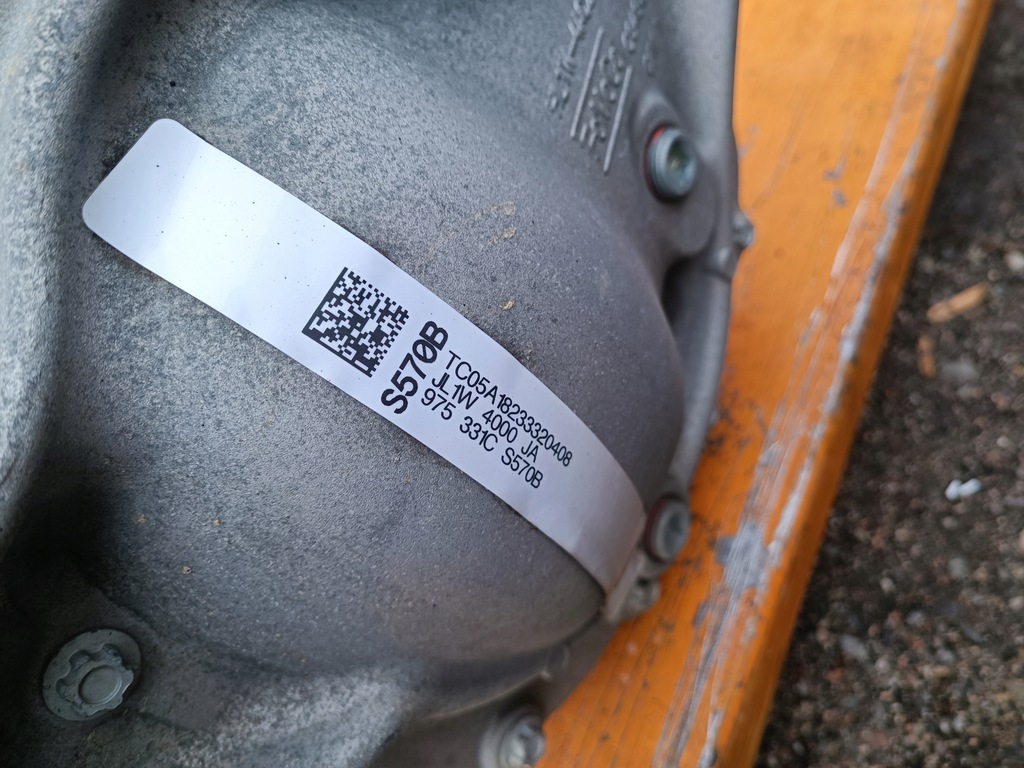 S570B
TC05A18233320408
JL1W 4000 JA
975 331C S570B